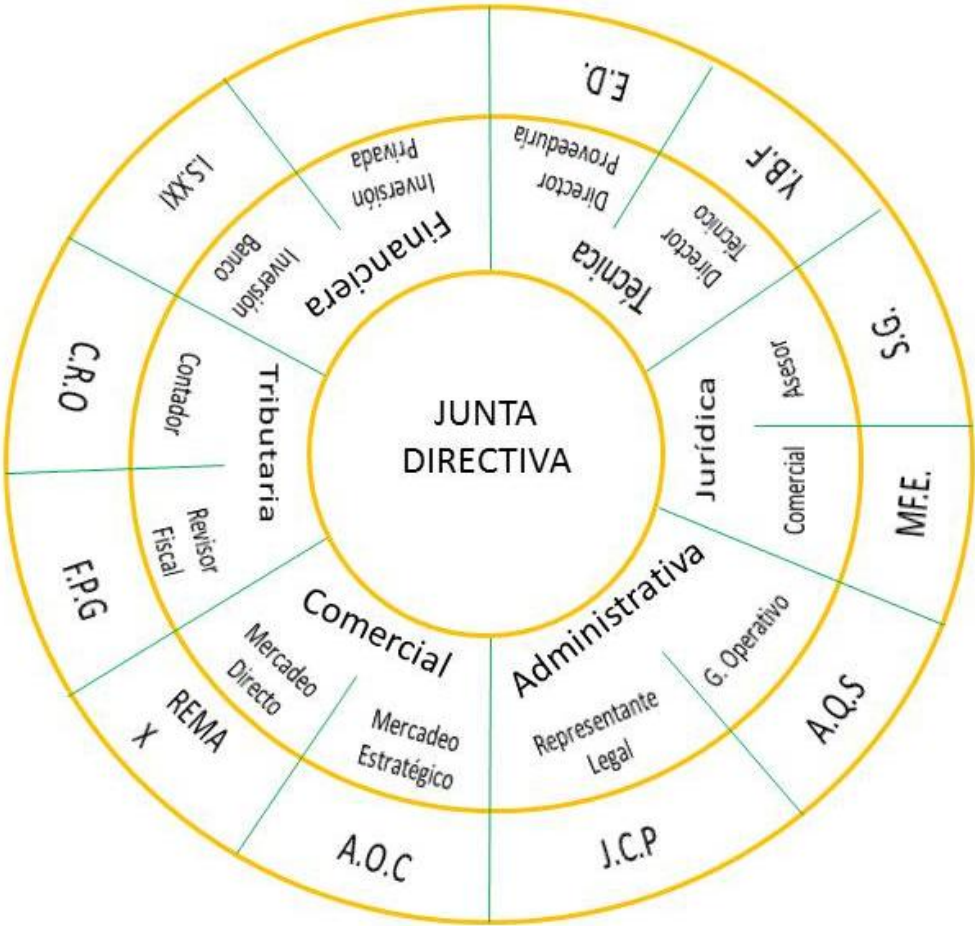 JUNTA
DIRECTIVA
Técnica
Director
Proveeduría
E.D.
Director
Técnico
Y.B.F
Jurídica
Asesor
S.G.
Comercial
MF.E.
Administrativa
G. Operativo
A.Q.S
Representante
Legal
J.C.P
Comercial
Mercadeo
Estratégico
A.O.C
Mercadeo
Directo
REMA
X
Tributaria
Revisor
Fiscal
F.P.G
Contador
C.R.O
Financiera
Inversión
Banco
I.S.XXI
Inversión
Privada